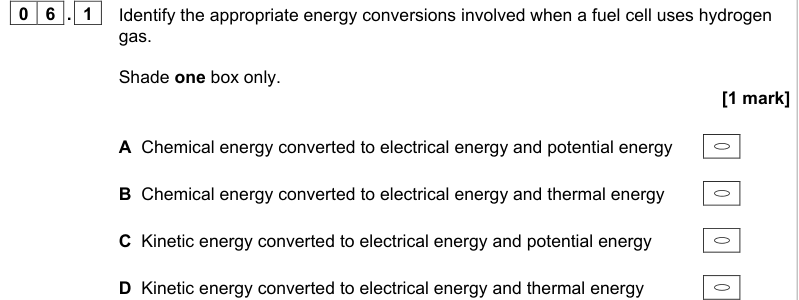 0 6 . 1 Identify the appropriate energy conversions involved when a fuel cell uses hydrogen
gas.
Shade one box only.
[1 mark]
A Chemical energy converted to electrical energy and potential energy
B Chemical energy converted to electrical energy and thermal energy
C Kinetic energy converted to electrical energy and potential energy
D Kinetic energy converted to electrical energy and thermal energy